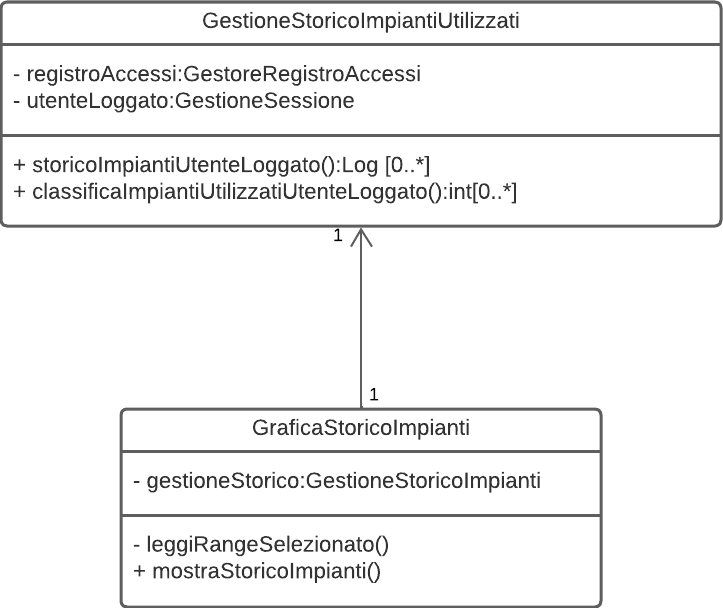 GestioneStoricoImpiantiUtilizzati
- registroAccessi:GestoreRegistroAccessi
- utenteLoggato:GestioneSessione
+ storicoImpiantiUtenteLoggato():Log [0..*]
+ classificaImpiantiUtilizzatiUtenteLoggato():int[0..*]
1
1
GraficaStoricoImpianti
- gestioneStorico:GestioneStoricoImpianti
- leggiRangeSelezionato()
+ mostraStoricoImpianti()